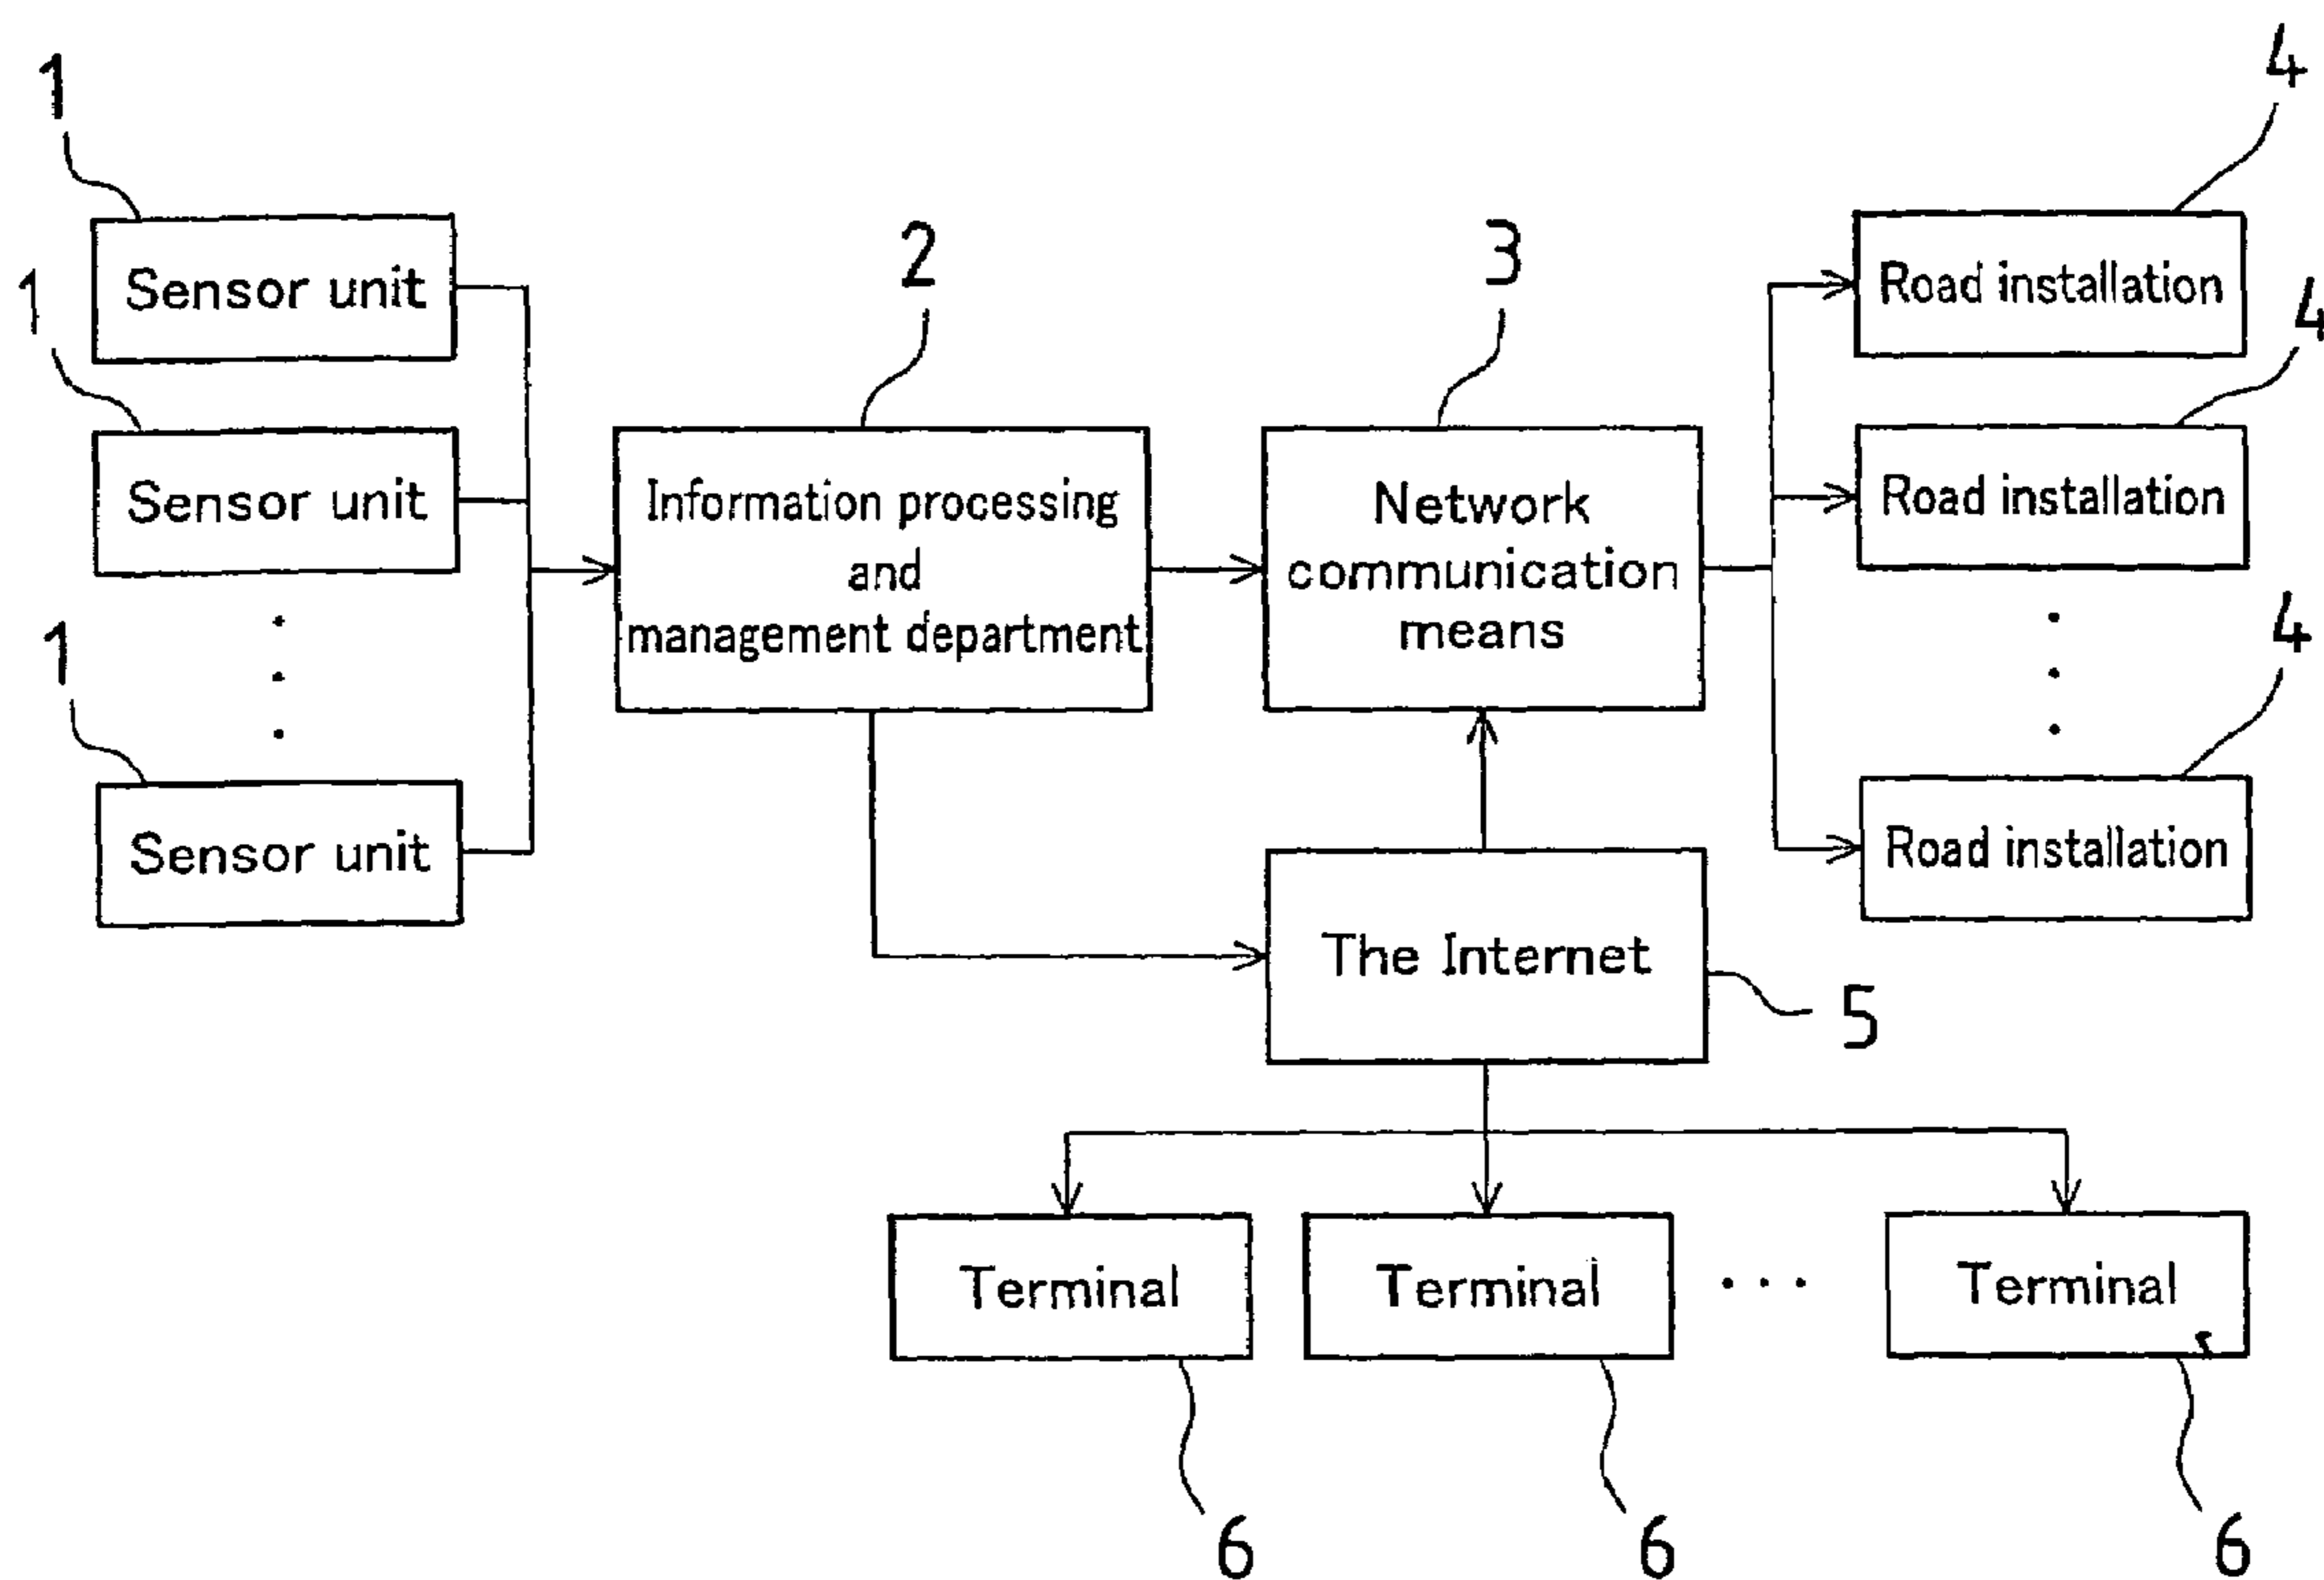 1
4
Sensor unit
2
3
Road installation
1
4
Sensor unit
Information processing
and
management department
Network
communication
means
Road installation
.
.
.
.
.
.
1
4
Sensor unit
Road installation
The Internet
5
Terminal
Terminal
...
Terminal
6
6
6